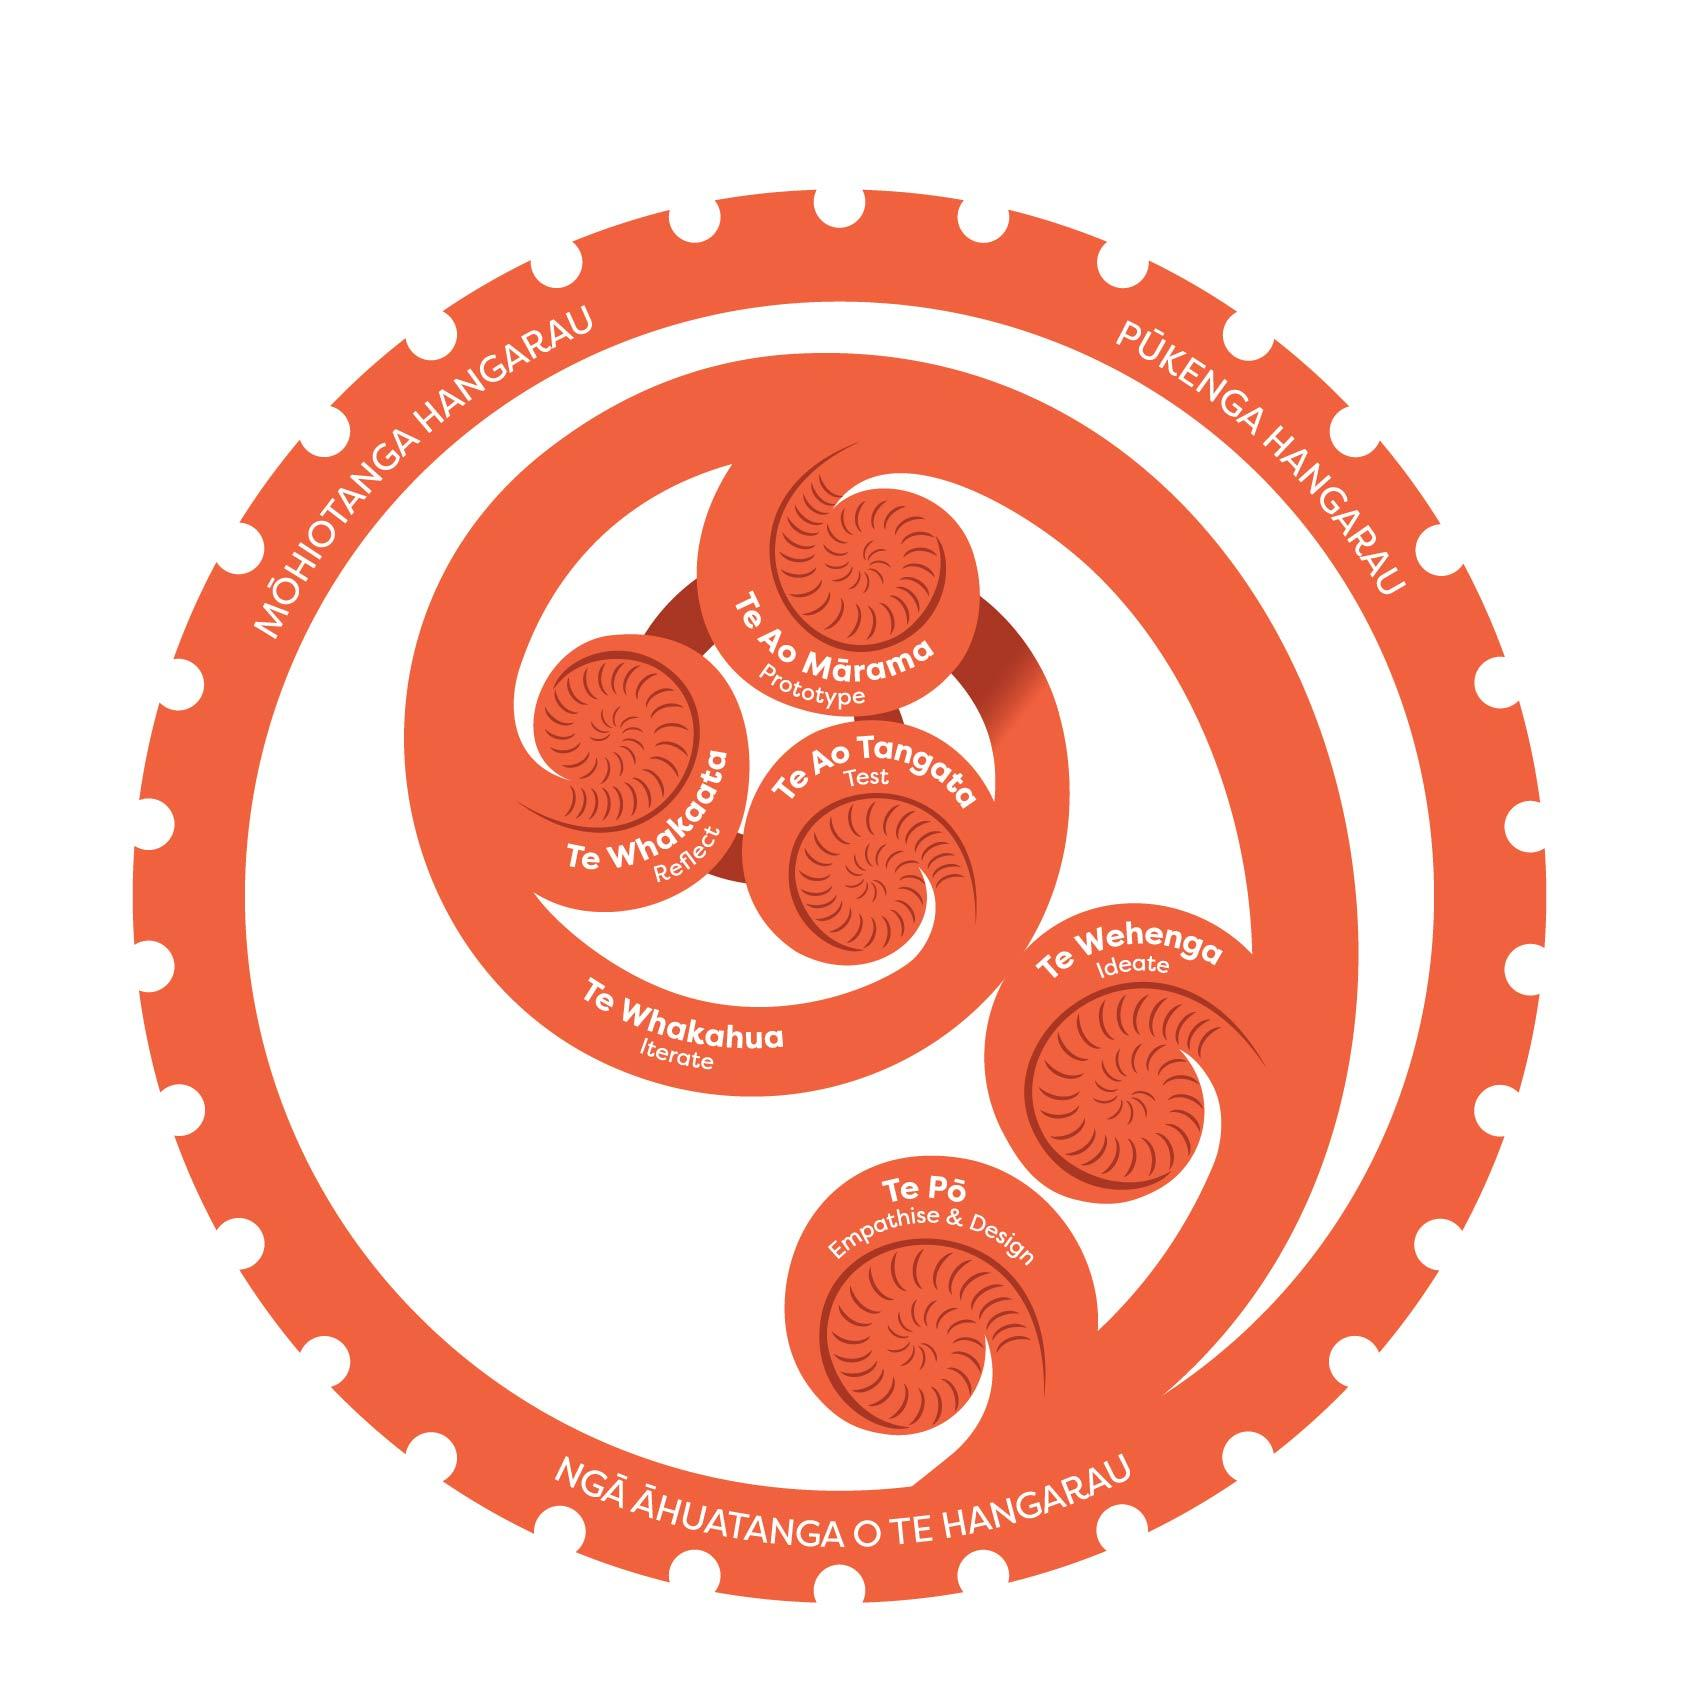 MŌHIOTANGA HANGARAU
PŪKENGA HANGARAU
Te Ao Mārama
Prototype
Te Ao Tangata
Test
Te Whakaata
Reflect
Te Wehenga
Ideate
Te Whakahua
Iterate
Te Pō
Empathise & Design
NGĀ ĀHUATANGA O TE HANGARAU